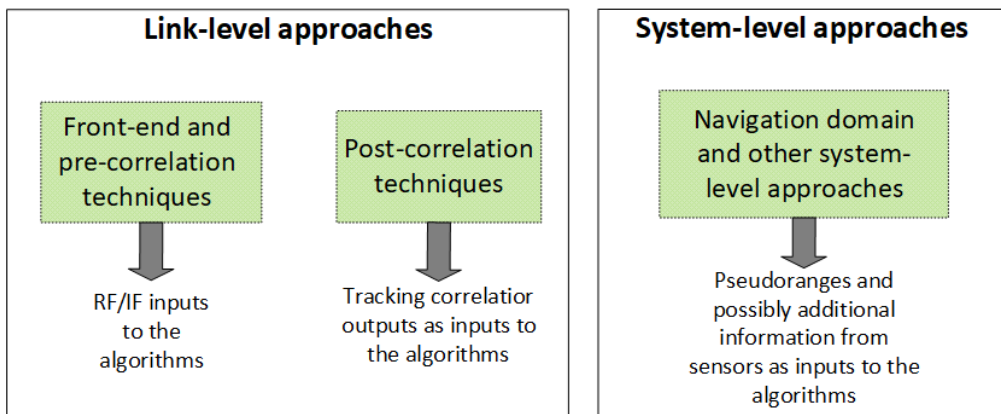 Link-level approaches
Front-end and
pre-correlation
techniques
RF/IF inputs
to the
algorithms
Post-correlation
techniques
Tracking correlatior
outputs as inputs to
the algorithms
System-level approaches
Navigation domain
and other system-
level approaches
Pseudoranges and
possibly additional
information from
sensors as inputs to the
algorithms